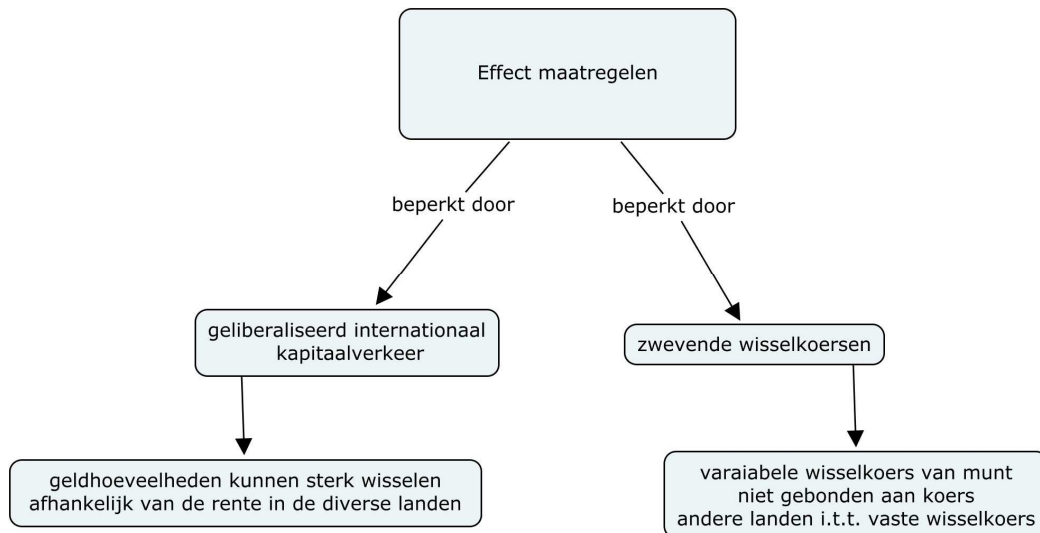 Effect maatregelen
beperkt door
beperkt door
geliberaliseerd internationaal
kapitaalverkeer
zwevende wisselkoersen
geldhoeveelheden kunnen sterk wisselen
afhankelijk van de rente in de diverse landen
varaiabele wisselkoers van munt
niet gebonden aan koers
andere landen i.t.t. vaste wisselkoers